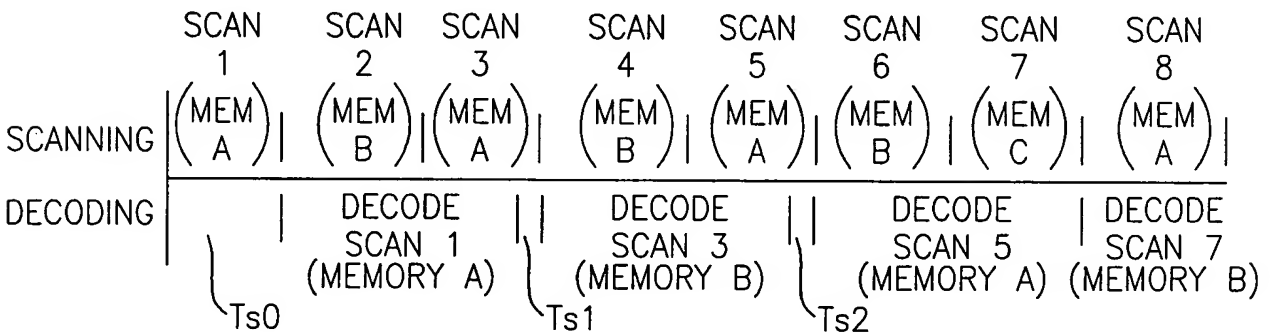 SCAN SCAN SCAN SCAN SCAN SCAN SCAN SCAN
1 2 3 4 5 6 7 8
SCANNING (MEM A) (MEM B) (MEM A) (MEM B) (MEM A) (MEM B) (MEM C) (MEM A)
DECODING DECODE DECODE DECODE DECODE
SCAN 1 SCAN 3 SCAN 5 SCAN 7
(MEMORY A) (MEMORY B) (MEMORY A) (MEMORY B)
Ts0 Ts1 Ts2